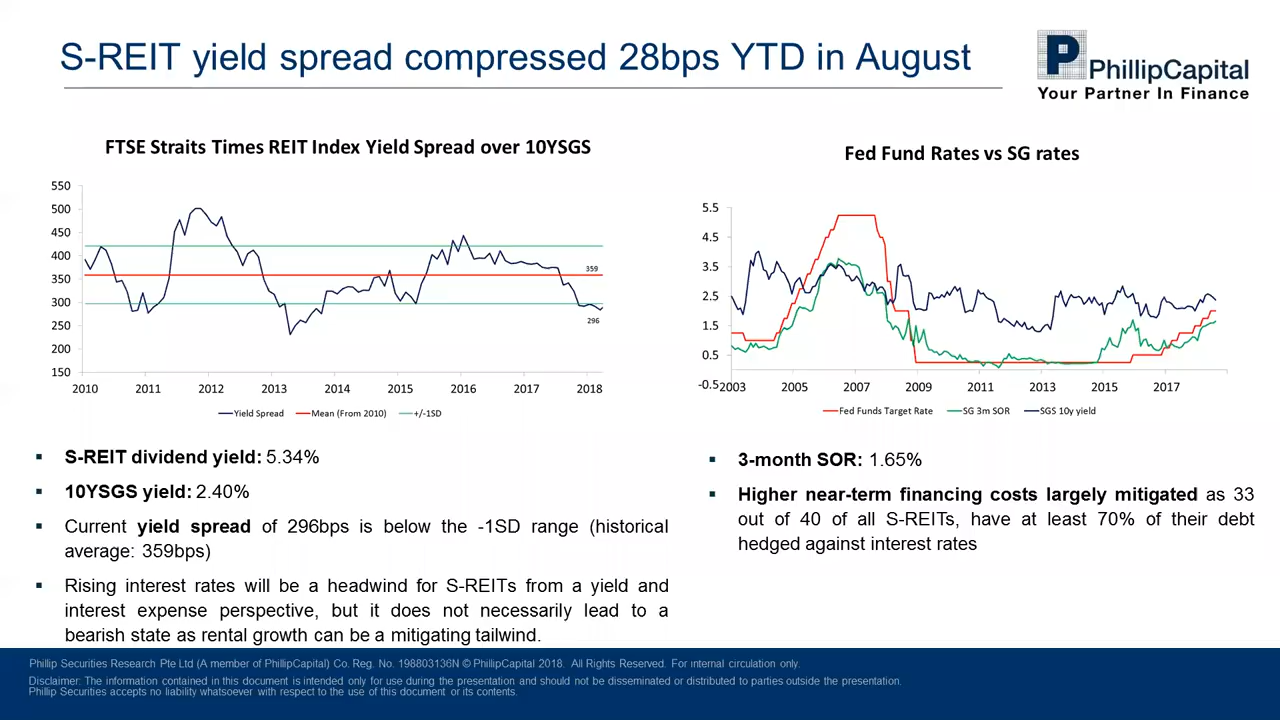 S-REIT yield spread compressed 28bps YTD in August
P
PhillipCapital
Your Partner In Finance
FTSE Straits Times REIT Index Yield Spread over 10YSGS
550
500
450
400
350
300
250
200
150
359
296
2010 2011 2012 2013 2014 2015 2016 2017 2018
Yield Spread Mean (From 2010) +/-1SD
Fed Fund Rates vs SG rates
5.5
4.5
3.5
2.5
1.5
0.5
-0.5
2003 2005 2007 2009 2011 2013 2015 2017
Fed Funds Target Rate SG 3m SOR SGS 10y yield
▪ S-REIT dividend yield: 5.34%
▪ 10YSGS yield: 2.40%
▪ Current yield spread of 296bps is below the -1SD range (historical
average: 359bps)
▪ Rising interest rates will be a headwind for S-REITs from a yield and
interest expense perspective, but it does not necessarily lead to a
bearish state as rental growth can be a mitigating tailwind.
▪ 3-month SOR: 1.65%
▪ Higher near-term financing costs largely mitigated as 33
out of 40 of all S-REITs, have at least 70% of their debt
hedged against interest rates
Phillip Securities Research Pte Ltd (A member of PhillipCapital) Co. Reg. No. 198803136N © PhillipCapital 2018. All Rights Reserved. For internal circulation only.
Disclaimer: The information contained in this document is intended only for use during the presentation and should not be disseminated or distributed to parties outside the presentation.
Phillip Securities accepts no liability whatsoever with respect to the use of this document or its contents.